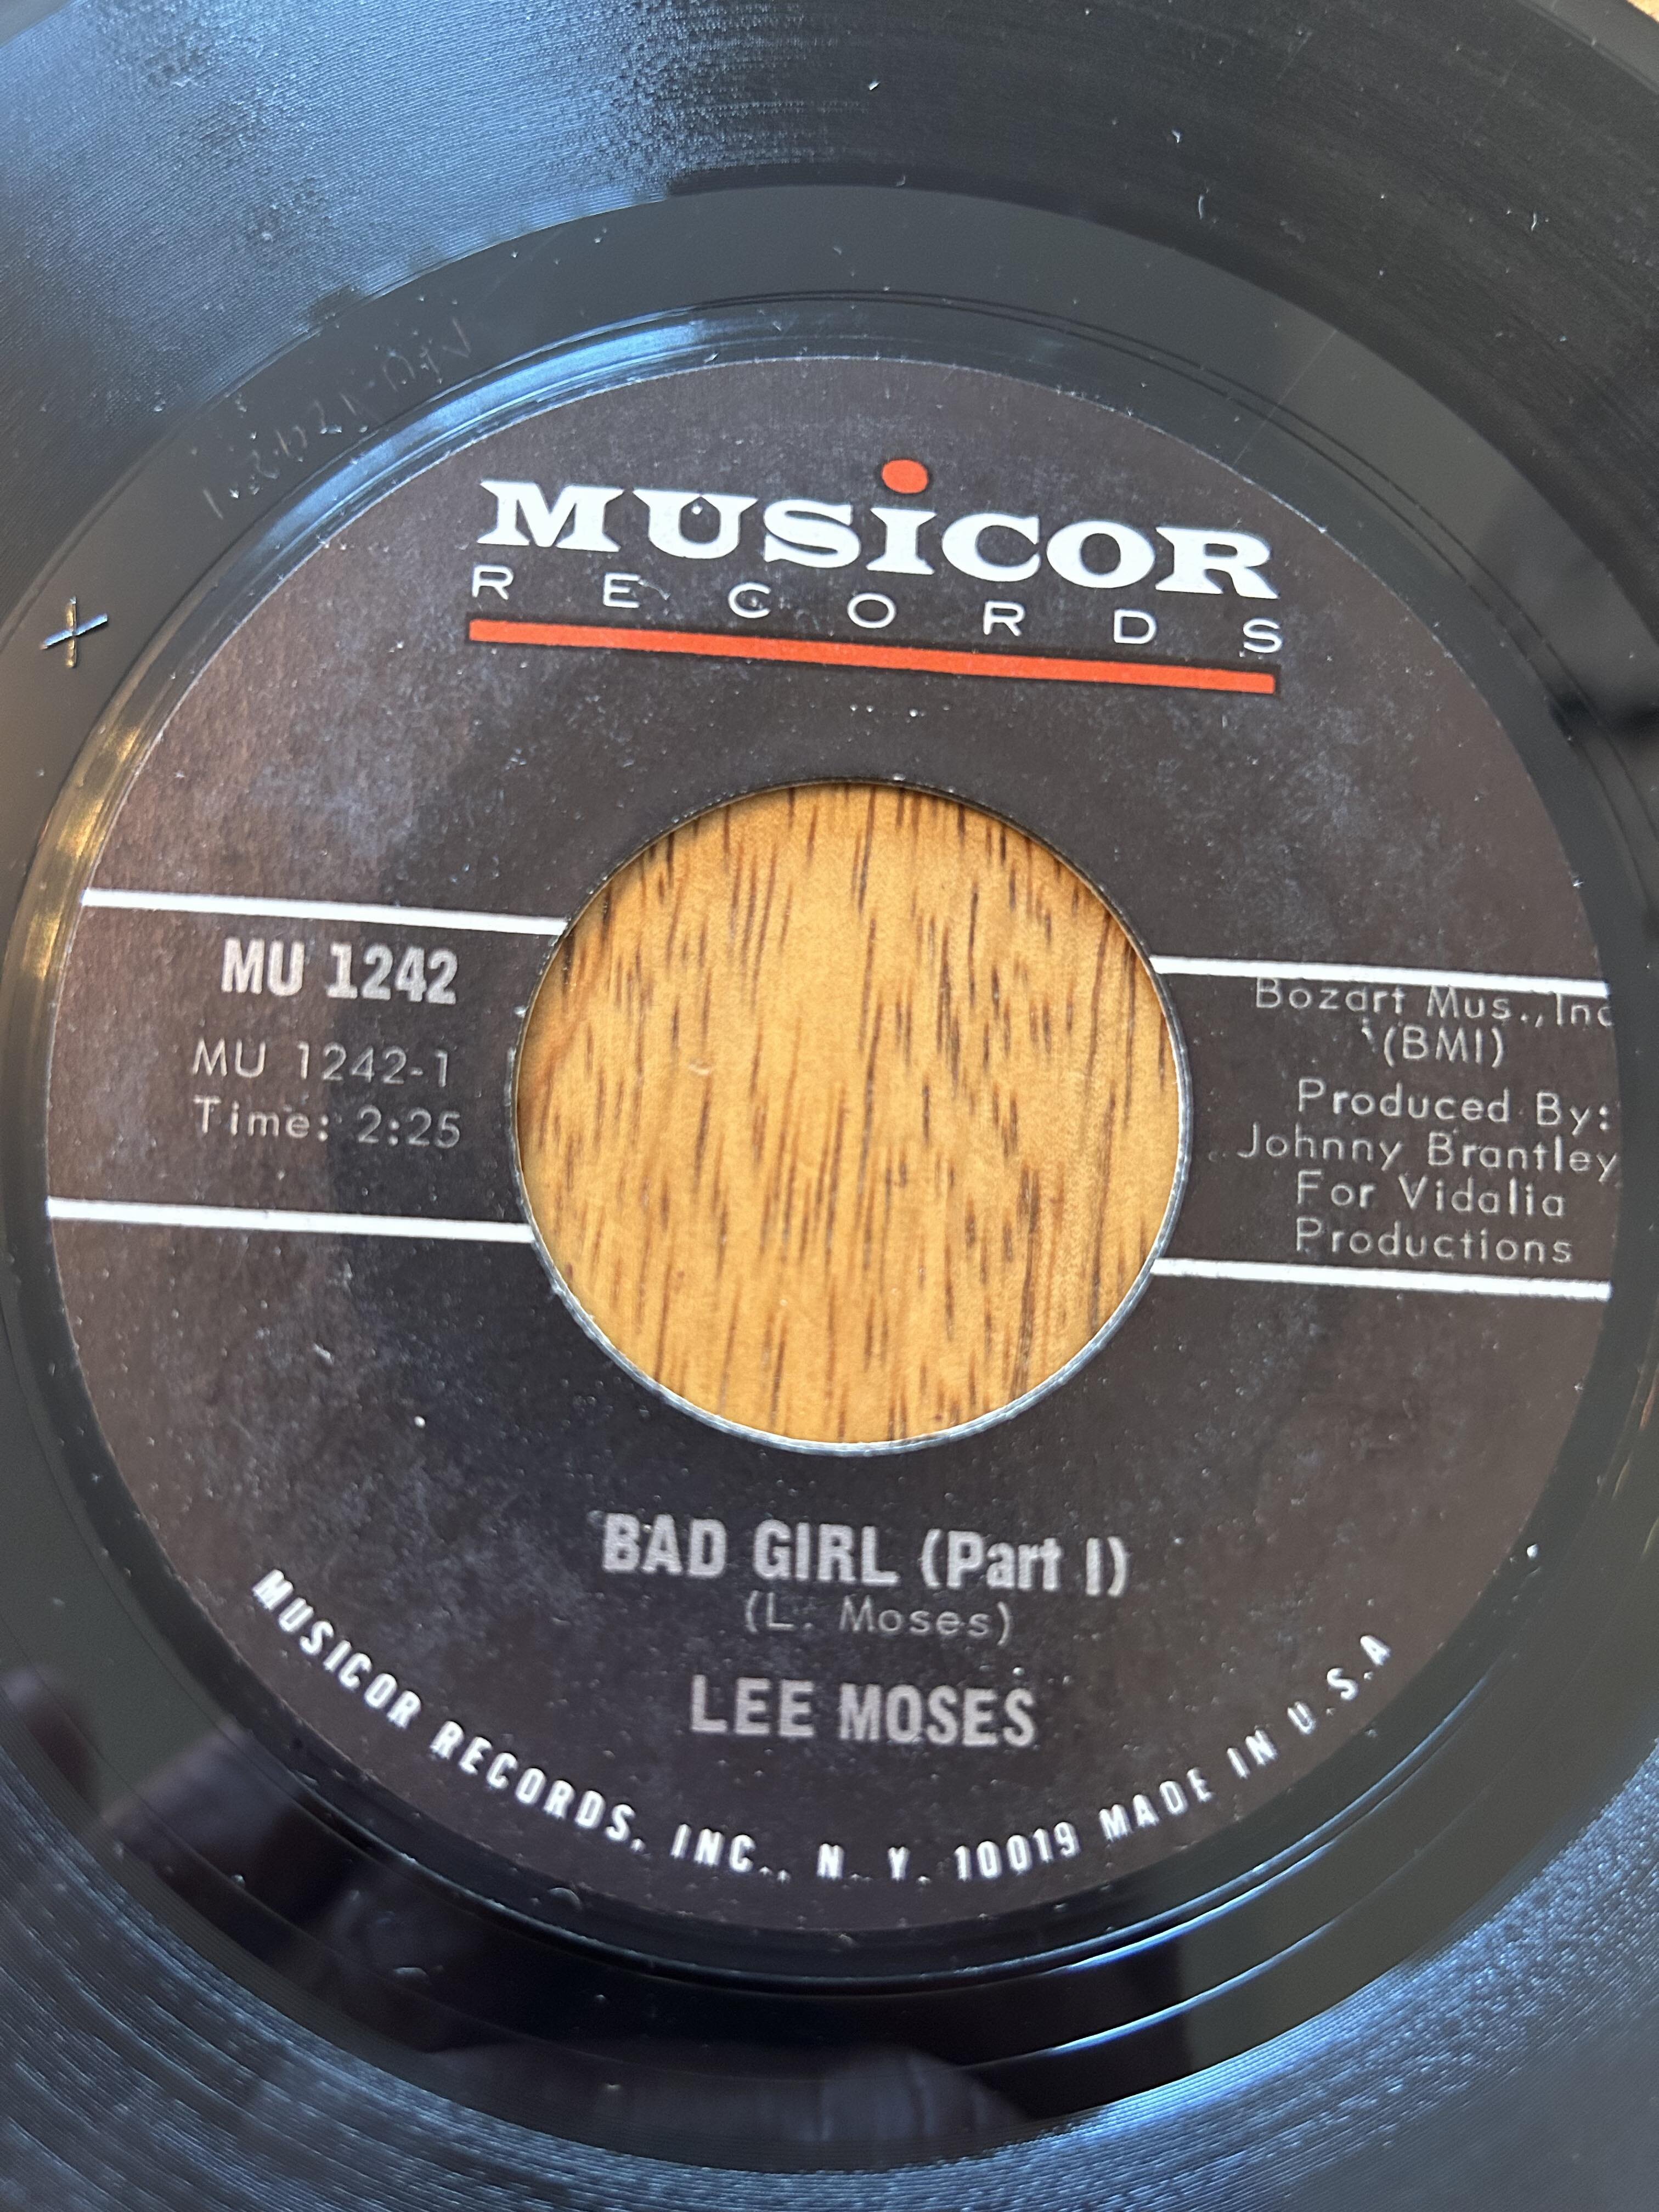 MUSiCOR
RECORDS
MU 1242
MU 1242-1
Time: 2:25
Bozart Mus., Inc
(BMI)
Produced By:
Johnny Brantley
For Vidalia
Productions
BAD GIRL (Part I)
(L. Moses)
LEE MOSES
MUSICOR RECORDS, INC., N. Y. 10019 MADE IN U.S.A